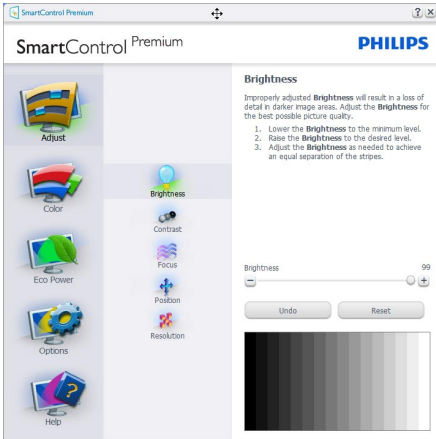 SmartControl Premium
SmartControl Premium
PHILIPS
Adjust
Color
Eco Power
Options
Help
Brightness
Contrast
Focus
Position
Resolution
Brightness
Improperly adjusted Brightness will result in a loss of
detail in darker image areas. Adjust the Brightness for
the best possible picture quality.
1. Lower the Brightness to the minimum level.
2. Raise the Brightness to the desired level.
3. Adjust the Brightness as needed to achieve
an equal separation of the stripes.
Brightness 99
Undo Reset